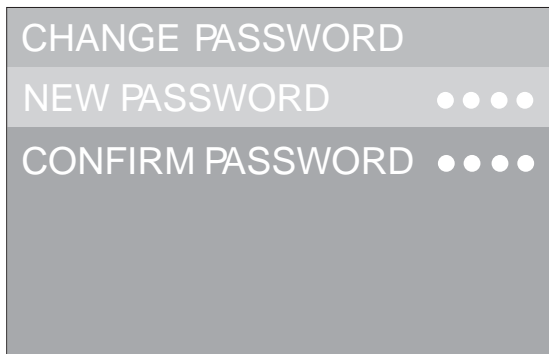 CHANGE PASSWORD
NEW PASSWORD ●●●●
CONFIRM PASSWORD ●●●●